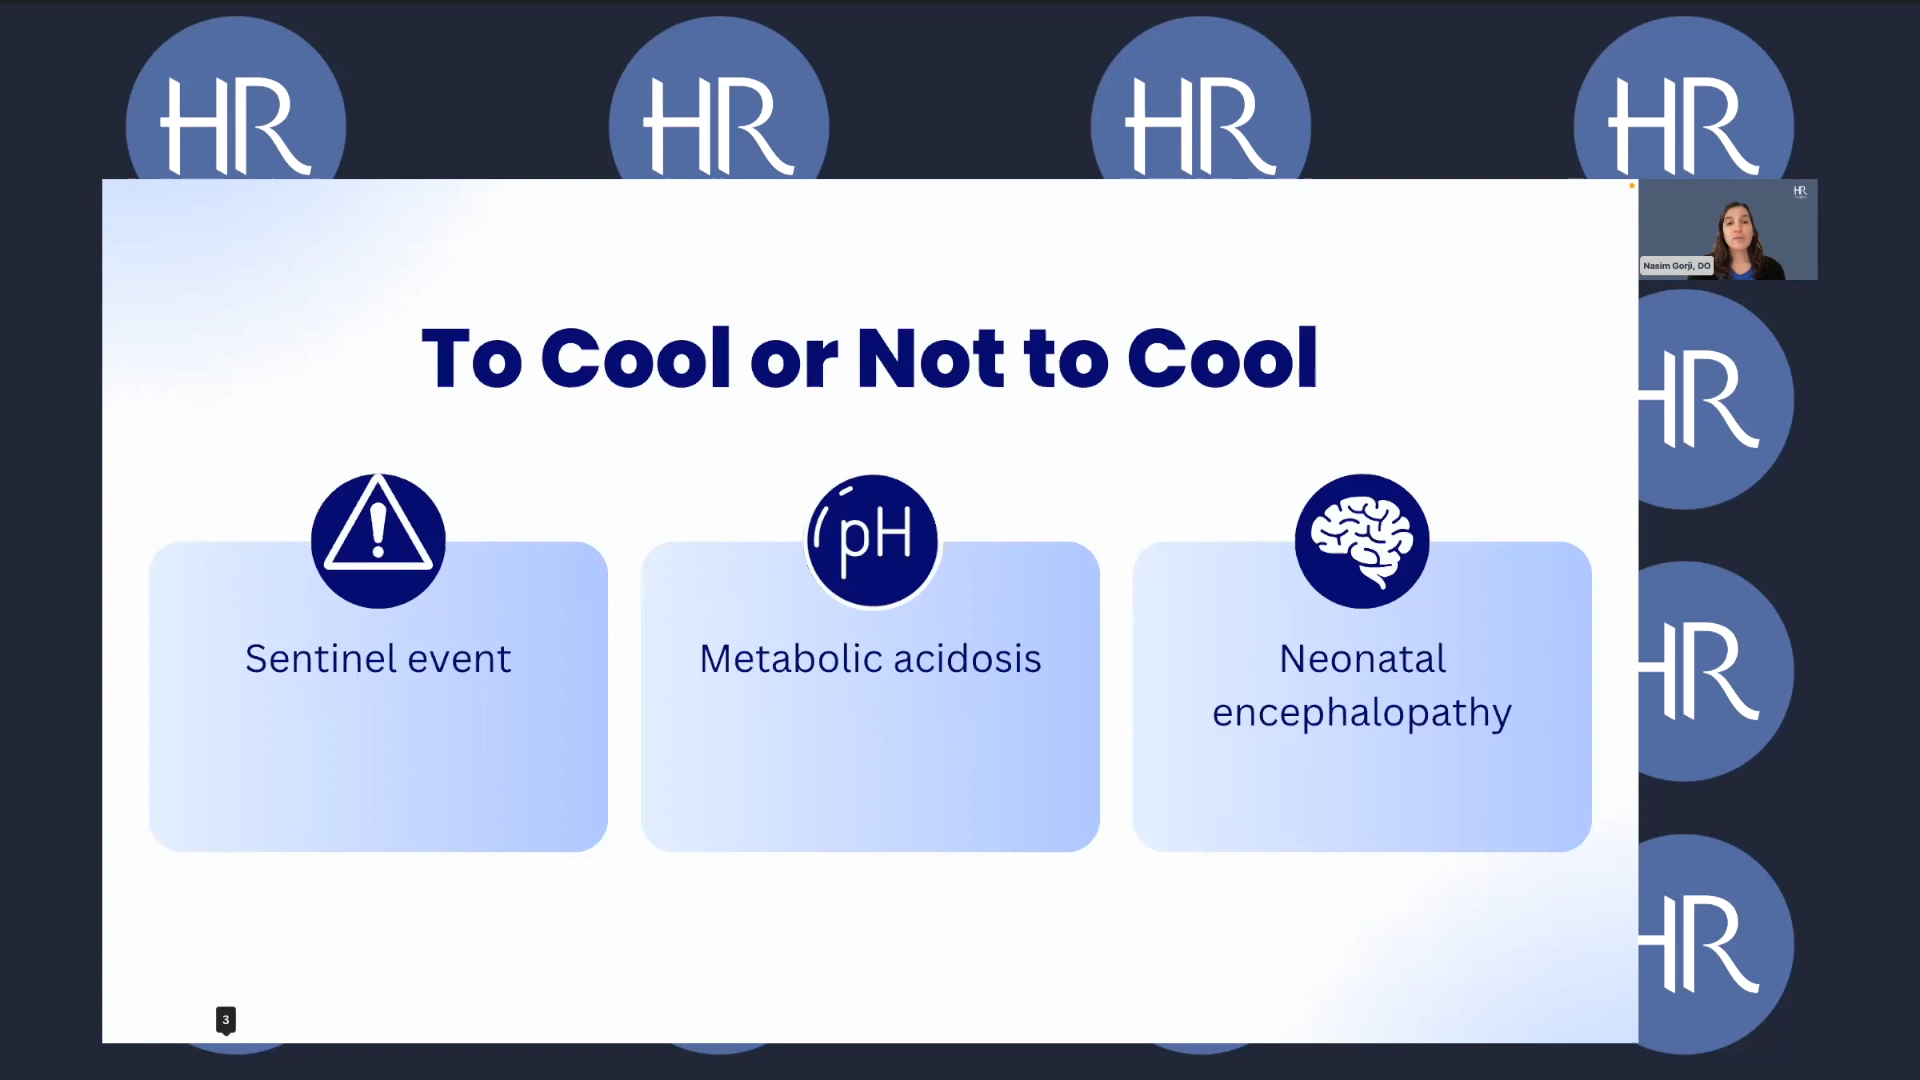 HR HR HR HR
HR
Nasim Gorji, DO
To Cool or Not to Cool
HR
pH
Sentinel event
Metabolic acidosis
Neonatal
encephalopathy
HR
HR
3